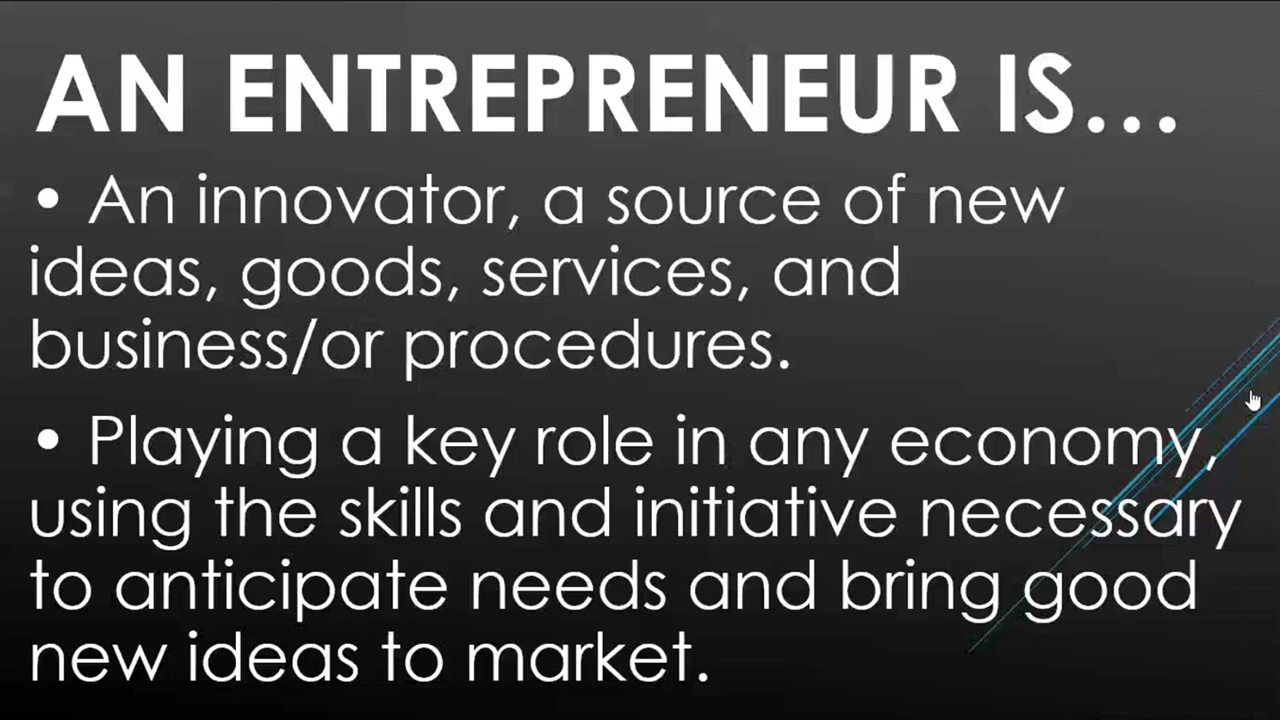 AN ENTREPRENEUR IS...
• An innovator, a source of new
ideas, goods, services, and
business/or procedures.
• Playing a key role in any economy,
using the skills and initiative necessary
to anticipate needs and bring good
new ideas to market.